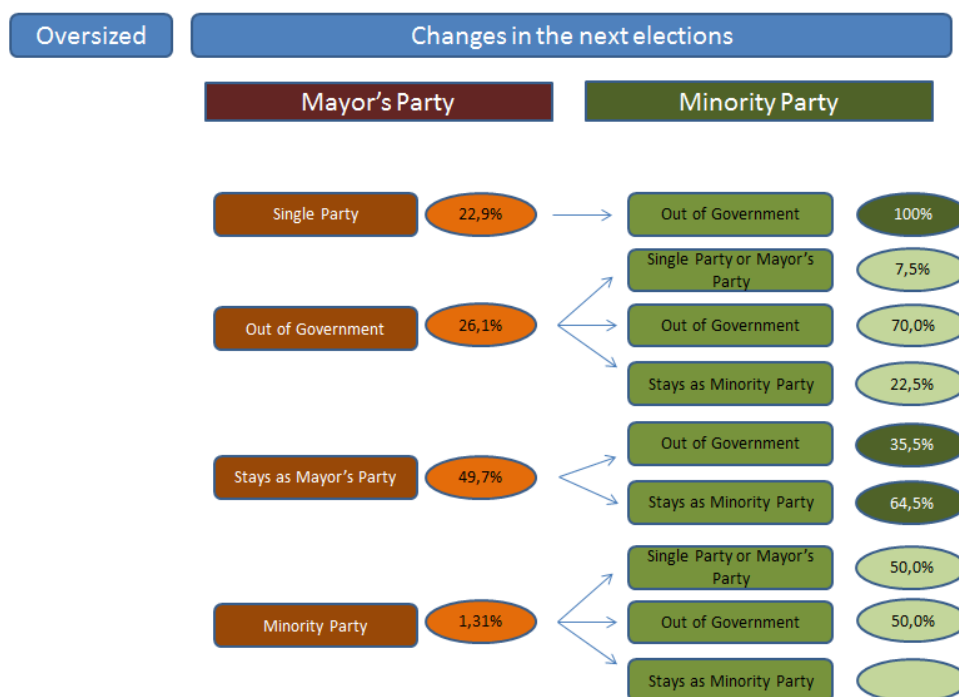 Oversized
Changes in the next elections
Mayor's Party
Minority Party
Single Party
22,9%
Out of Government
100%
Single Party or Mayor's
Party
7,5%
Out of Government
26,1%
Out of Government
70,0%
Stays as Minority Party
22,5%
Out of Government
35,5%
Stays as Mayor's Party
49,7%
Stays as Minority Party
64,5%
Single Party or Mayor's
Party
50,0%
Minority Party
1,31%
Out of Government
50,0%
Stays as Minority Party